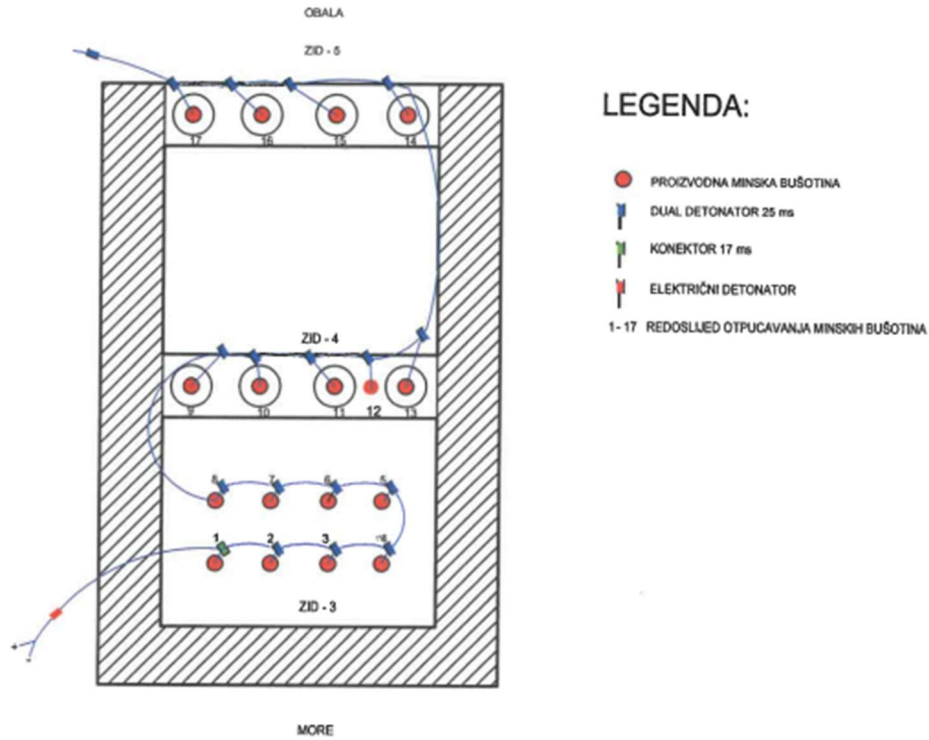 OBALA
ZID - 5
17 16 15 14
ZID - 4
9 10 11 12 13
8 7 6 5
1 2 3
ZID - 3
MORE
+
-
LEGENDA:
PROIZVODNA MINSKA BUŠOTINA
DUAL DETONATOR 25 ms
KONEKTOR 17 ms
ELEKTRIČNI DETONATOR
1- 17 REDOSLIJED OTPUCAVANJA MINSKIH BUŠOTINA